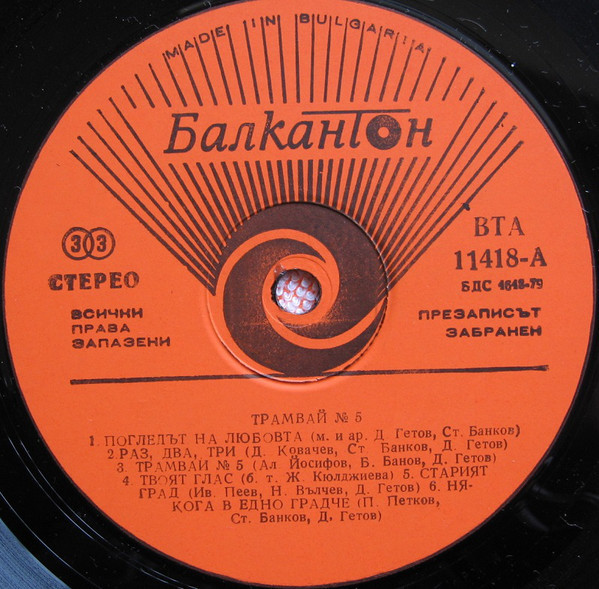 MADE IN BULGARIA
Балкантон
33
СТЕРЕО
ВСИЧКИ
ПРАВА
ЗАПАЗЕНИ
ВТА
11418-А
БДС 4648-79
ПРЕЗАПИСЪТ
ЗАБРАНЕН
ТРАМВАЙ № 5
1. ПОГЛЕДЪТ НА ЛЮБОВТА (м. и ар. Д Гетов, Ст. Банков)
2 РАЗ, ДВА, ТРИ (Д. Ковачев, Ст. Банков, Д. Гетов)
3. ТРАМВАЙ № 5 (Ал Йосифов, Б. Банов, Д. Гетов)
4. ТВОЯТ ГЛАС (б. т. Ж. Кюлджиева) 5. СТАРИЯТ
ГРАД (Ив. Пеев, Н. Вълчев, Д. Гетов) 6. НЯ-
КОГА В ЕДНО ГРАДЧЕ (П. Петков,
Ст. Банков, Д. Гетов)